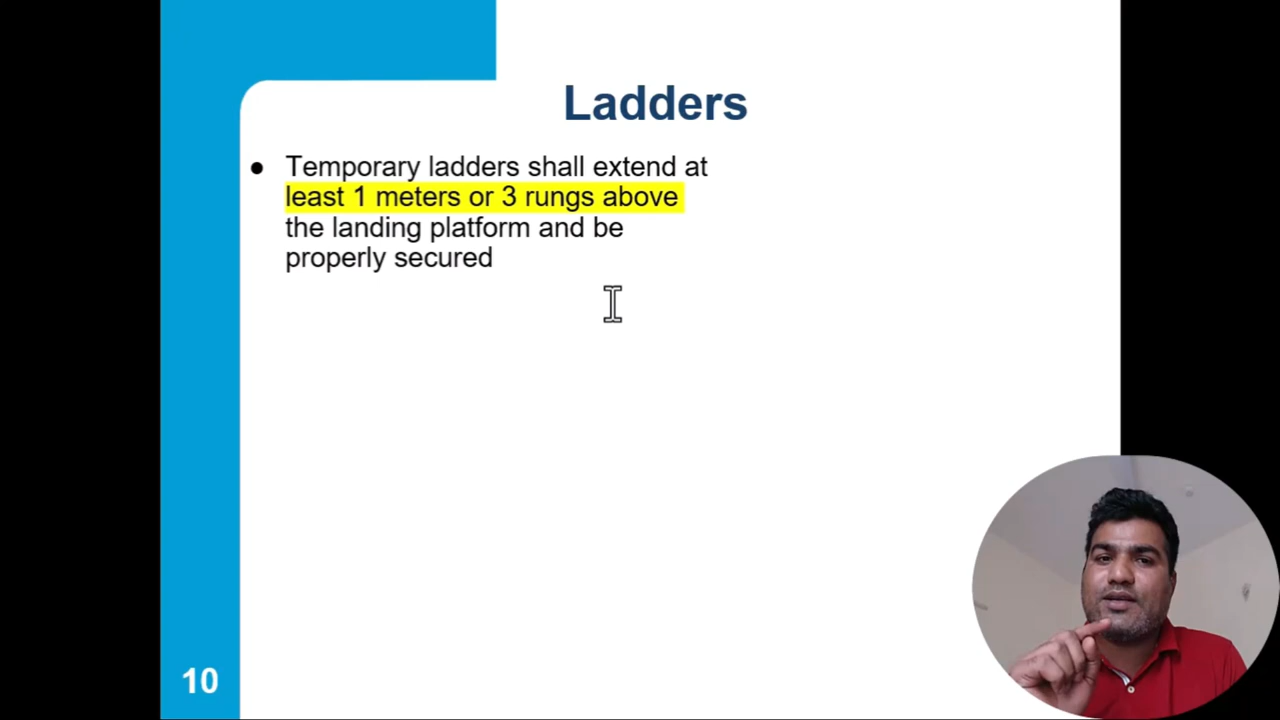 Ladders
● Temporary ladders shall extend at
least 1 meters or 3 rungs above
the landing platform and be
properly secured
10